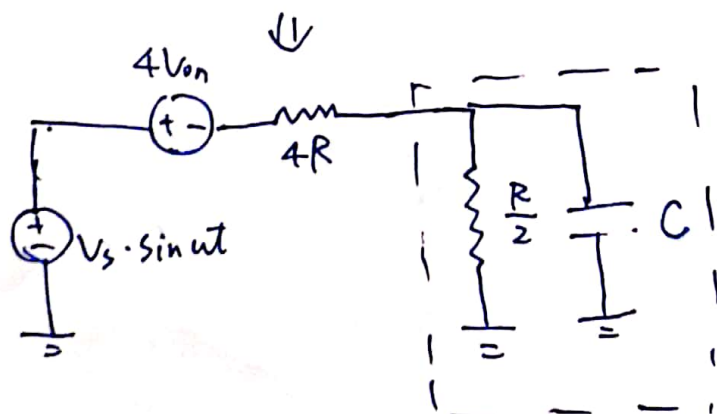 4Von
+ -
4R
+
-
Vs · sin ωt
R/2
C